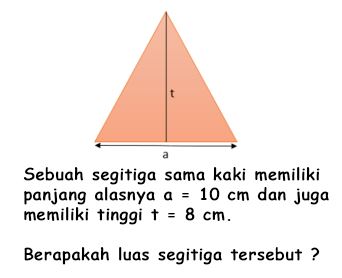 t
a
Sebuah segitiga sama kaki memiliki
panjang alasnya a = 10 cm dan juga
memiliki tinggi t = 8 cm.
Berapakah luas segitiga tersebut ?